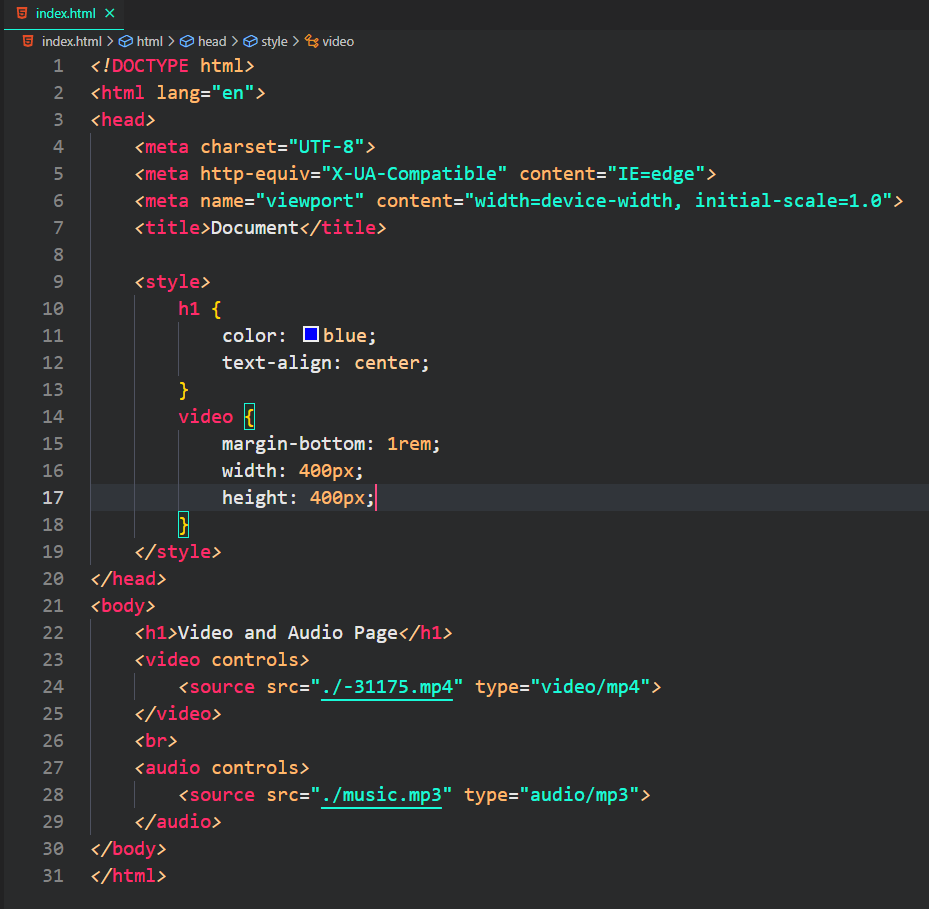 index.html ×
index.html > html > head > style > video
1 <!DOCTYPE html>
2 <html lang="en">
3 <head>
4     <meta charset="UTF-8">
5     <meta http-equiv="X-UA-Compatible" content="IE=edge">
6     <meta name="viewport" content="width=device-width, initial-scale=1.0">
7     <title>Document</title>
8
9     <style>
10         h1 {
11             color: blue;
12             text-align: center;
13         }
14         video {
15             margin-bottom: 1rem;
16             width: 400px;
17             height: 400px;
18         }
19     </style>
20 </head>
21 <body>
22     <h1>Video and Audio Page</h1>
23     <video controls>
24         <source src="./-31175.mp4" type="video/mp4">
25     </video>
26     <br>
27     <audio controls>
28         <source src="./music.mp3" type="audio/mp3">
29     </audio>
30 </body>
31 </html>